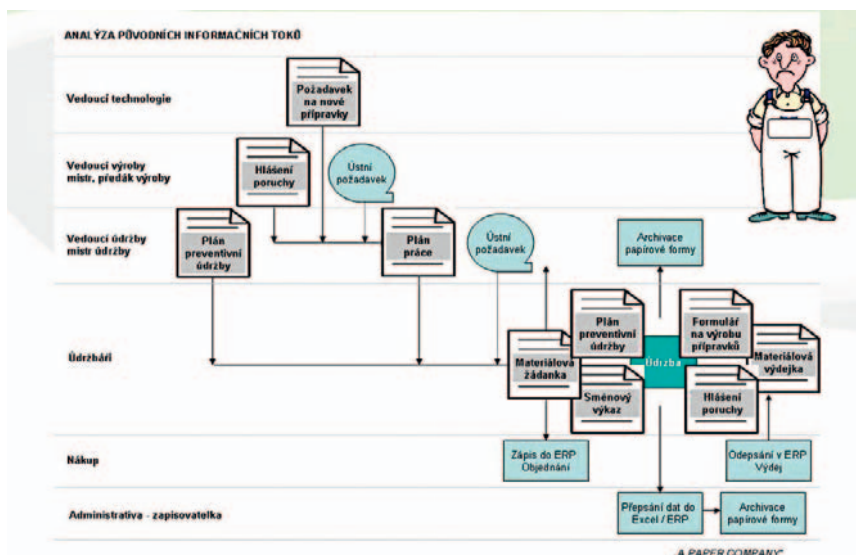 ANALÝZA PŮVODNÍCH INFORMAČNÍCH TOKŮ
Vedoucí technologie
Požadavek
na nové
přípravky
Vedoucí výroby
mistr, předák výroby
Hlášení
poruchy
Ústní
požadavek
Vedoucí údržby
mistr údržby
Plán
preventivní
údržby
Plán
práce
Ústní
požadavek
Archivace
papírové formy
Údržbáři
Materiálová
žádanka
Plán
preventivní
údržby
Směnový
výkaz
Údržba
Formulář
na výrobu
přípravků
Hlášení
poruchy
Materiálová
výdejka
Nákup
Zápis do ERP
Objednání
Odepsání v ERP
Výdej
Administrativa - zapisovatelka
Přepsání dat do
Excel / ERP
Archivace
papírové formy
„A PAPER COMPANY"